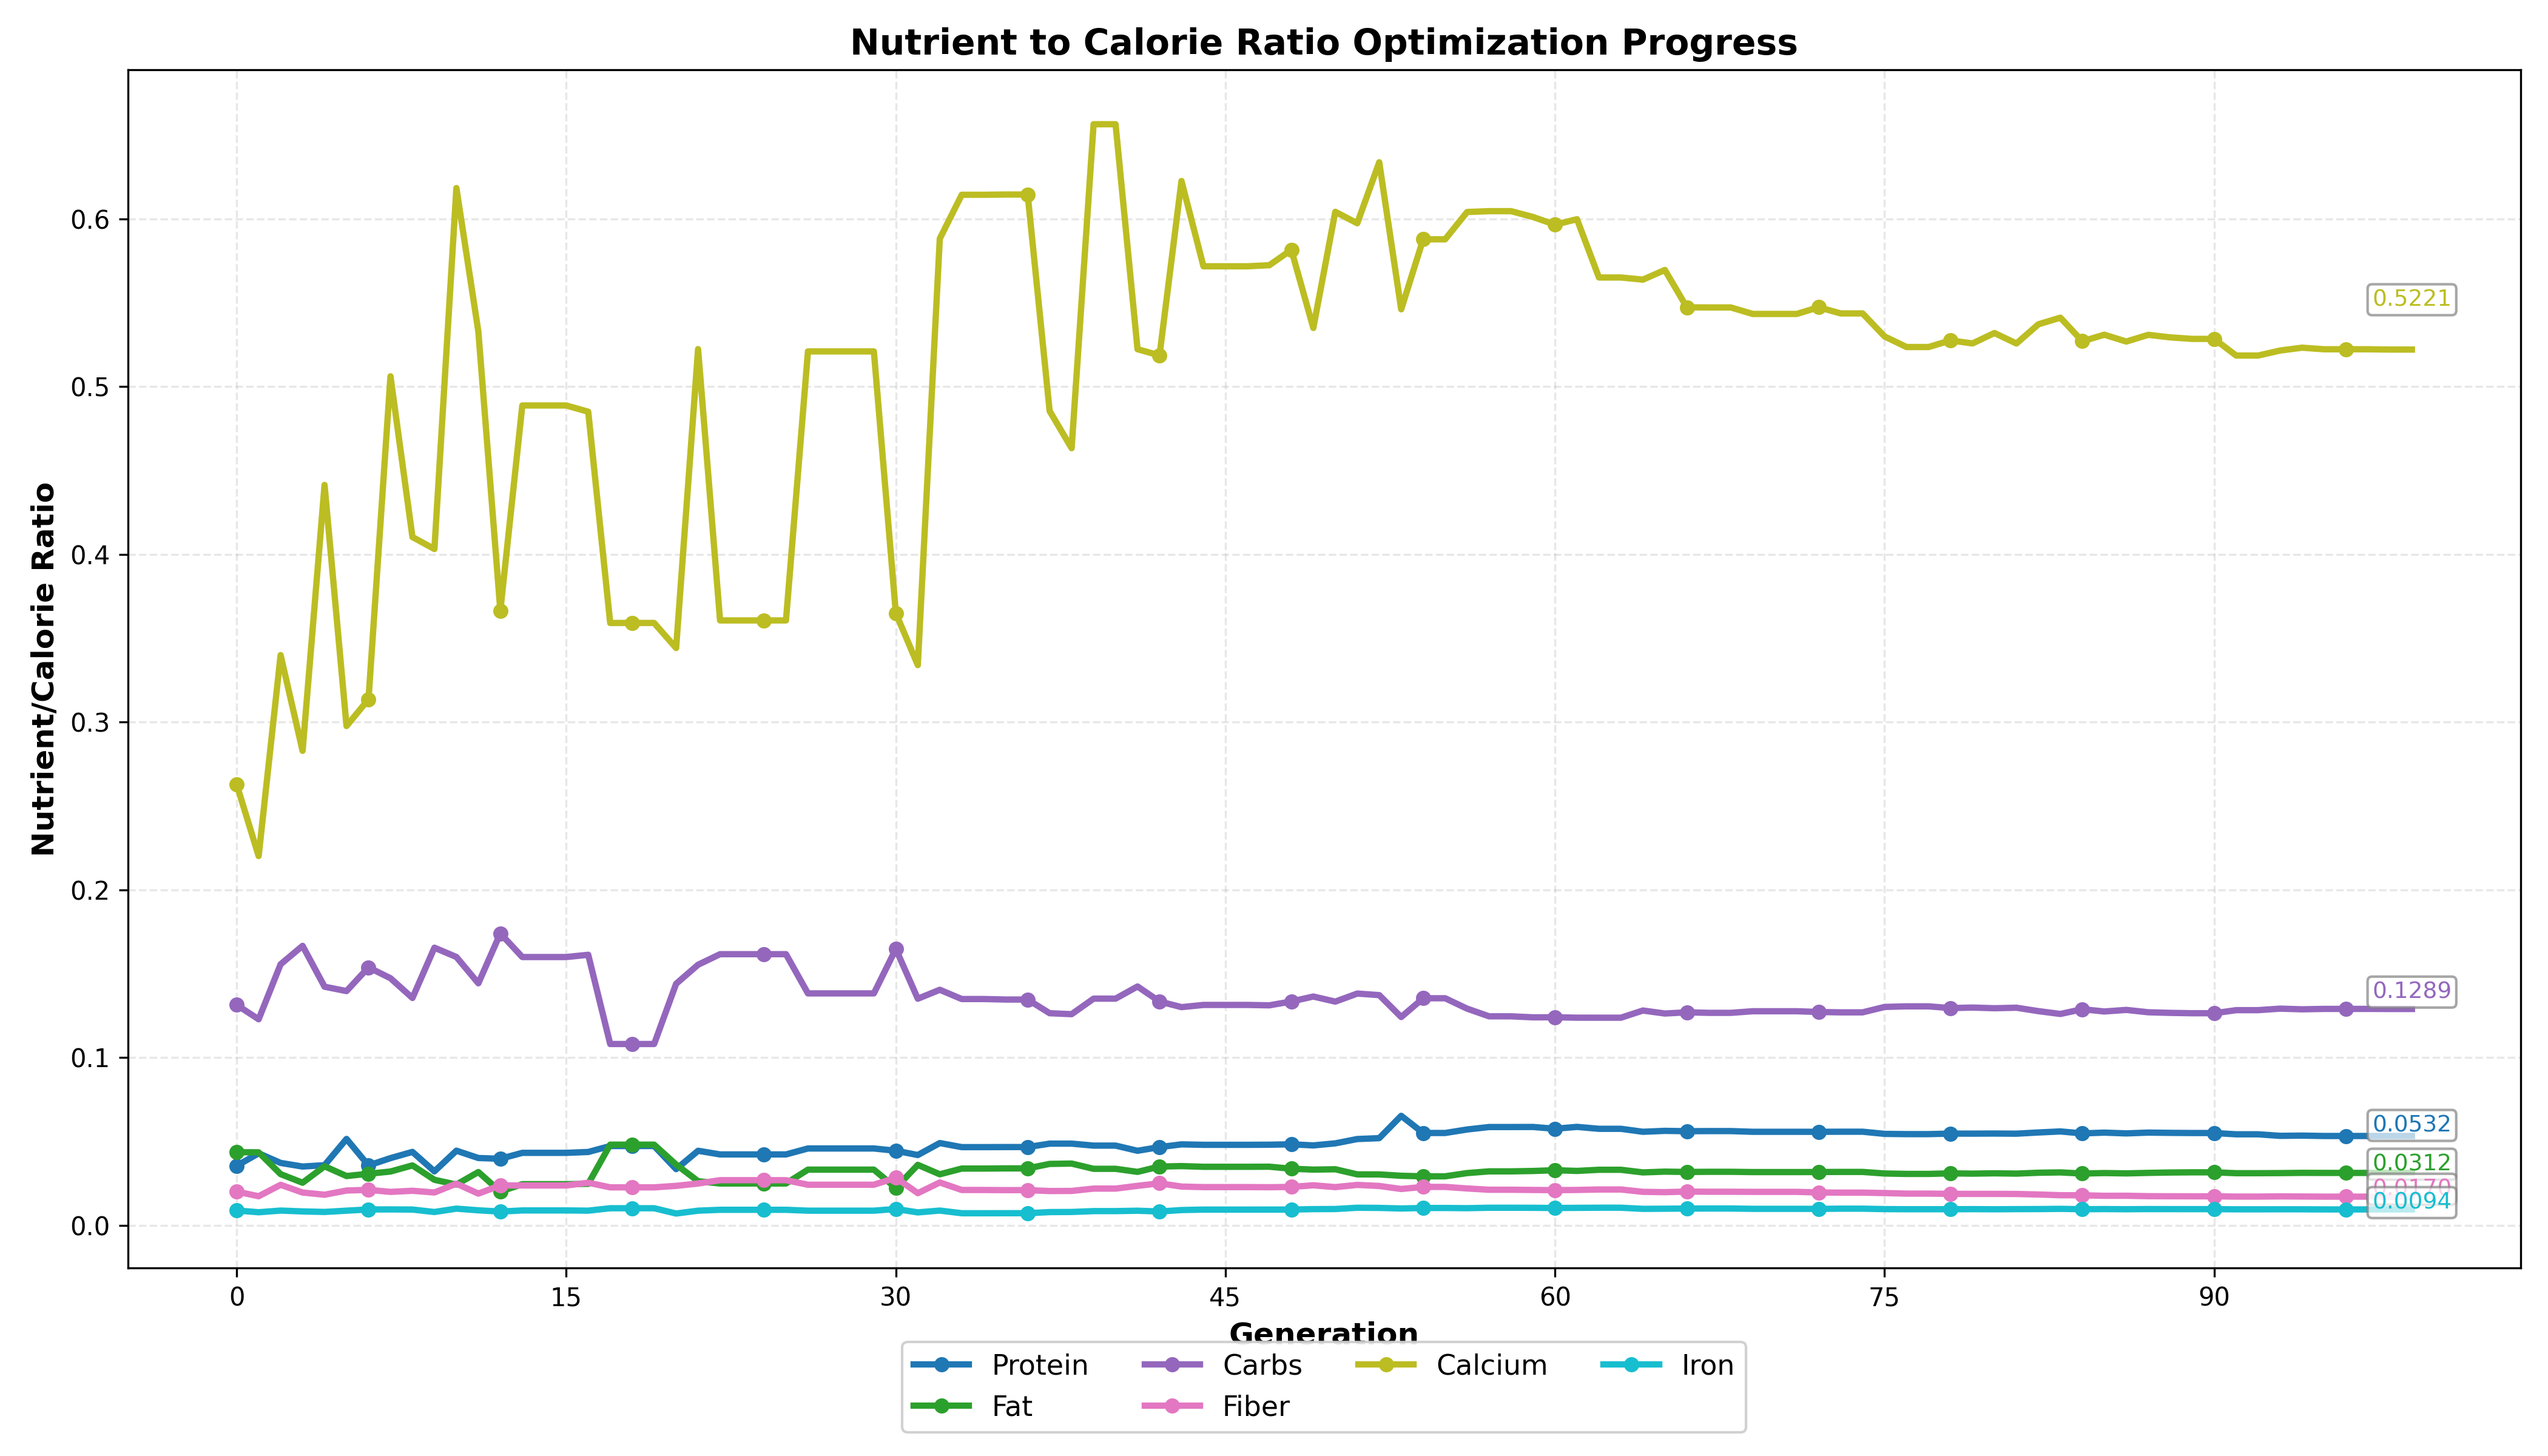 Nutrient to Calorie Ratio Optimization Progress
Nutrient/Calorie Ratio
0.6
0.5
0.4
0.3
0.2
0.1
0.0
0.5221
0.1289
0.0532
0.0312
0.0094
0 15 30 45 60 75 90
Generation
Protein Carbs Calcium Iron
Fat Fiber